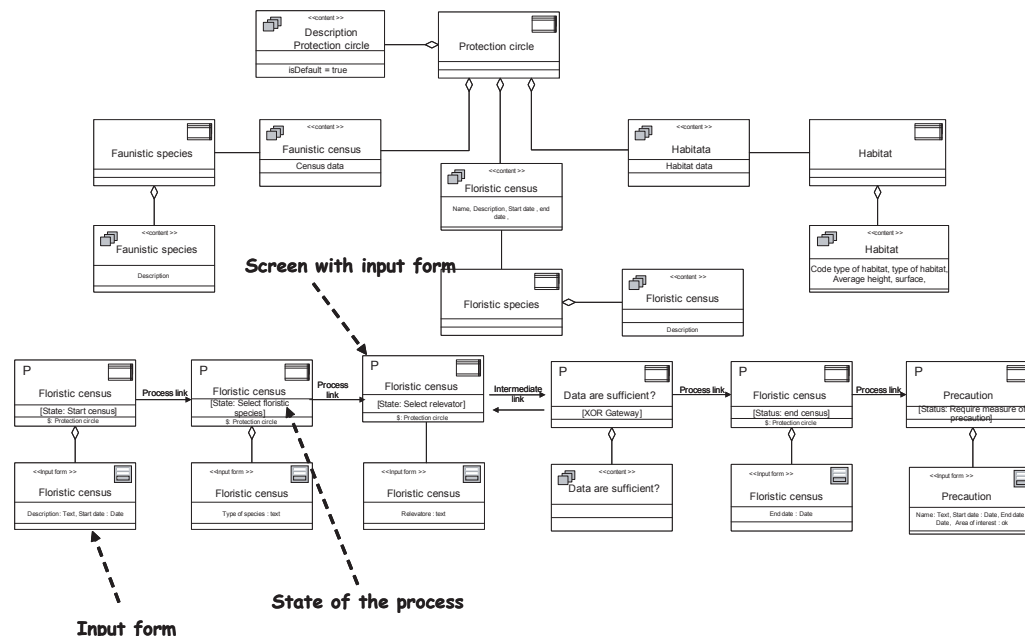 <<content >>
Description
Protection circle
isDefault = true
Protection circle
Faunistic species
<<content >>
Faunistic census
Census data
<<content >>
Floristic census
Name, Description, Start date , end
date ,
<<content >>
Habitata
Habitat data
Habitat
<<content >>
Faunistic species
Description
<<content >>
Habitat
Code type of habitat, type of habitat,
Average height, surface,
Screen with input form
Floristic species
<<content >>
Floristic census
Description
P
Floristic census
[State: Start census]
$: Protection circle
Process link
P
Floristic census
[State: Select floristic
species]
$: Protection circle
Process
link
P
Floristic census
[State: Select relevator]
$: Protection circle
Intermediate
link
P
Data are sufficient?
[XOR Gateway]
Process link
P
Floristic census
[Status: end census]
$: Protection circle
Process link
P
Precaution
[Status: Require measure of
precaution]
$: Protection circle
<<Input form >>
Floristic census
Description: Text, Start date : Date
<<Input form >>
Floristic census
Type of species : text
<<Input form >>
Floristic census
Relevatore : text
<<content >>
Data are sufficient?
<<Input form >>
Floristic census
End date : Date
<<Input form >>
Precaution
Name: Text, Start date : Date, End date :
Date, Area of interest : ok
State of the process
Input form